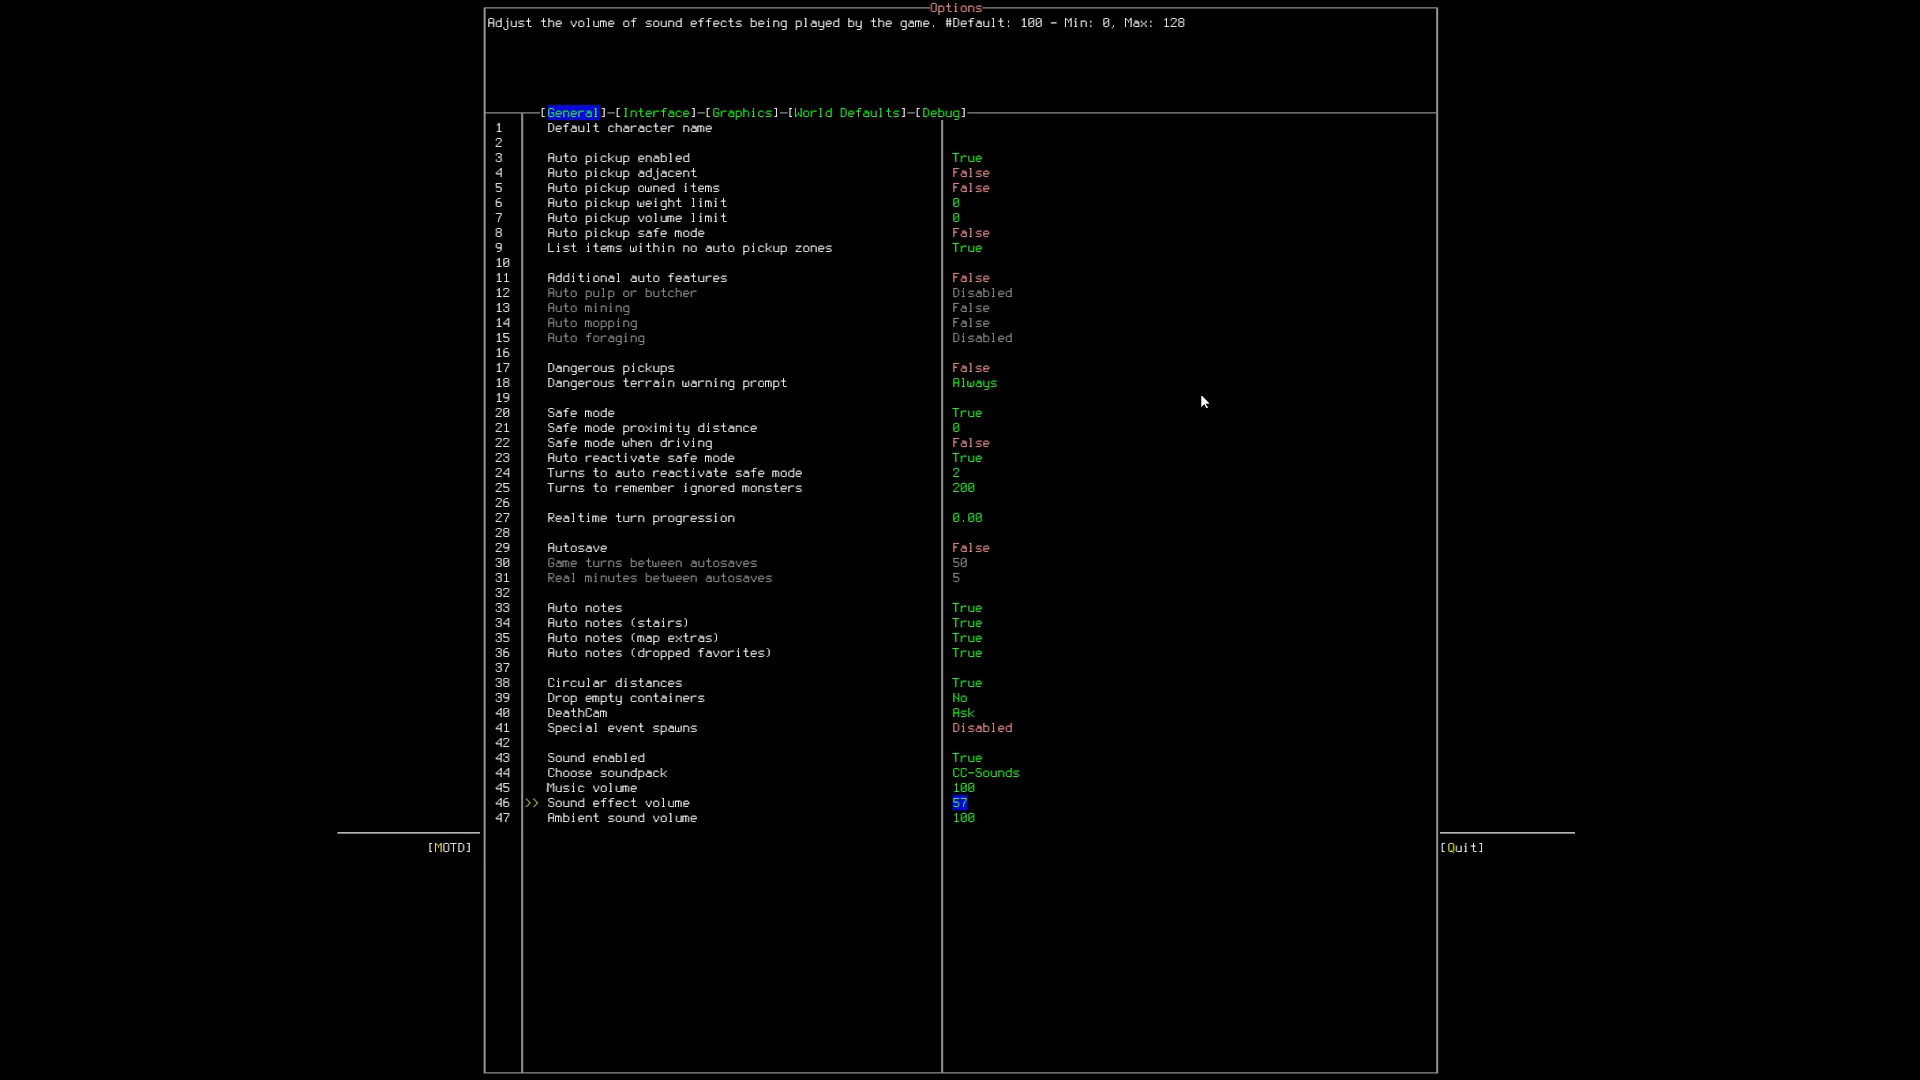 Options
Adjust the volume of sound effects being played by the game. #Default: 100 - Min: 0, Max: 128
[General]-[Interface]-[Graphics]-[World Defaults]-[Debug]
1 Default character name
2
3 Auto pickup enabled True
4 Auto pickup adjacent False
5 Auto pickup owned items False
6 Auto pickup weight limit 0
7 Auto pickup volume limit 0
8 Auto pickup safe mode False
9 List items within no auto pickup zones True
10
11 Additional auto features False
12 Auto pulp or butcher Disabled
13 Auto mining False
14 Auto mopping False
15 Auto foraging Disabled
16
17 Dangerous pickups False
18 Dangerous terrain warning prompt Always
19
20 Safe mode True
21 Safe mode proximity distance 0
22 Safe mode when driving False
23 Auto reactivate safe mode True
24 Turns to auto reactivate safe mode 2
25 Turns to remember ignored monsters 200
26
27 Realtime turn progression 0.00
28
29 Autosave False
30 Game turns between autosaves 50
31 Real minutes between autosaves 5
32
33 Auto notes True
34 Auto notes (stairs) True
35 Auto notes (map extras) True
36 Auto notes (dropped favorites) True
37
38 Circular distances True
39 Drop empty containers No
40 DeathCam Ask
41 Special event spawns Disabled
42
43 Sound enabled True
44 Choose soundpack CC-Sounds
45 Music volume 100
46 >> Sound effect volume 57
47 Ambient sound volume 100
[MOTD] [Quit]